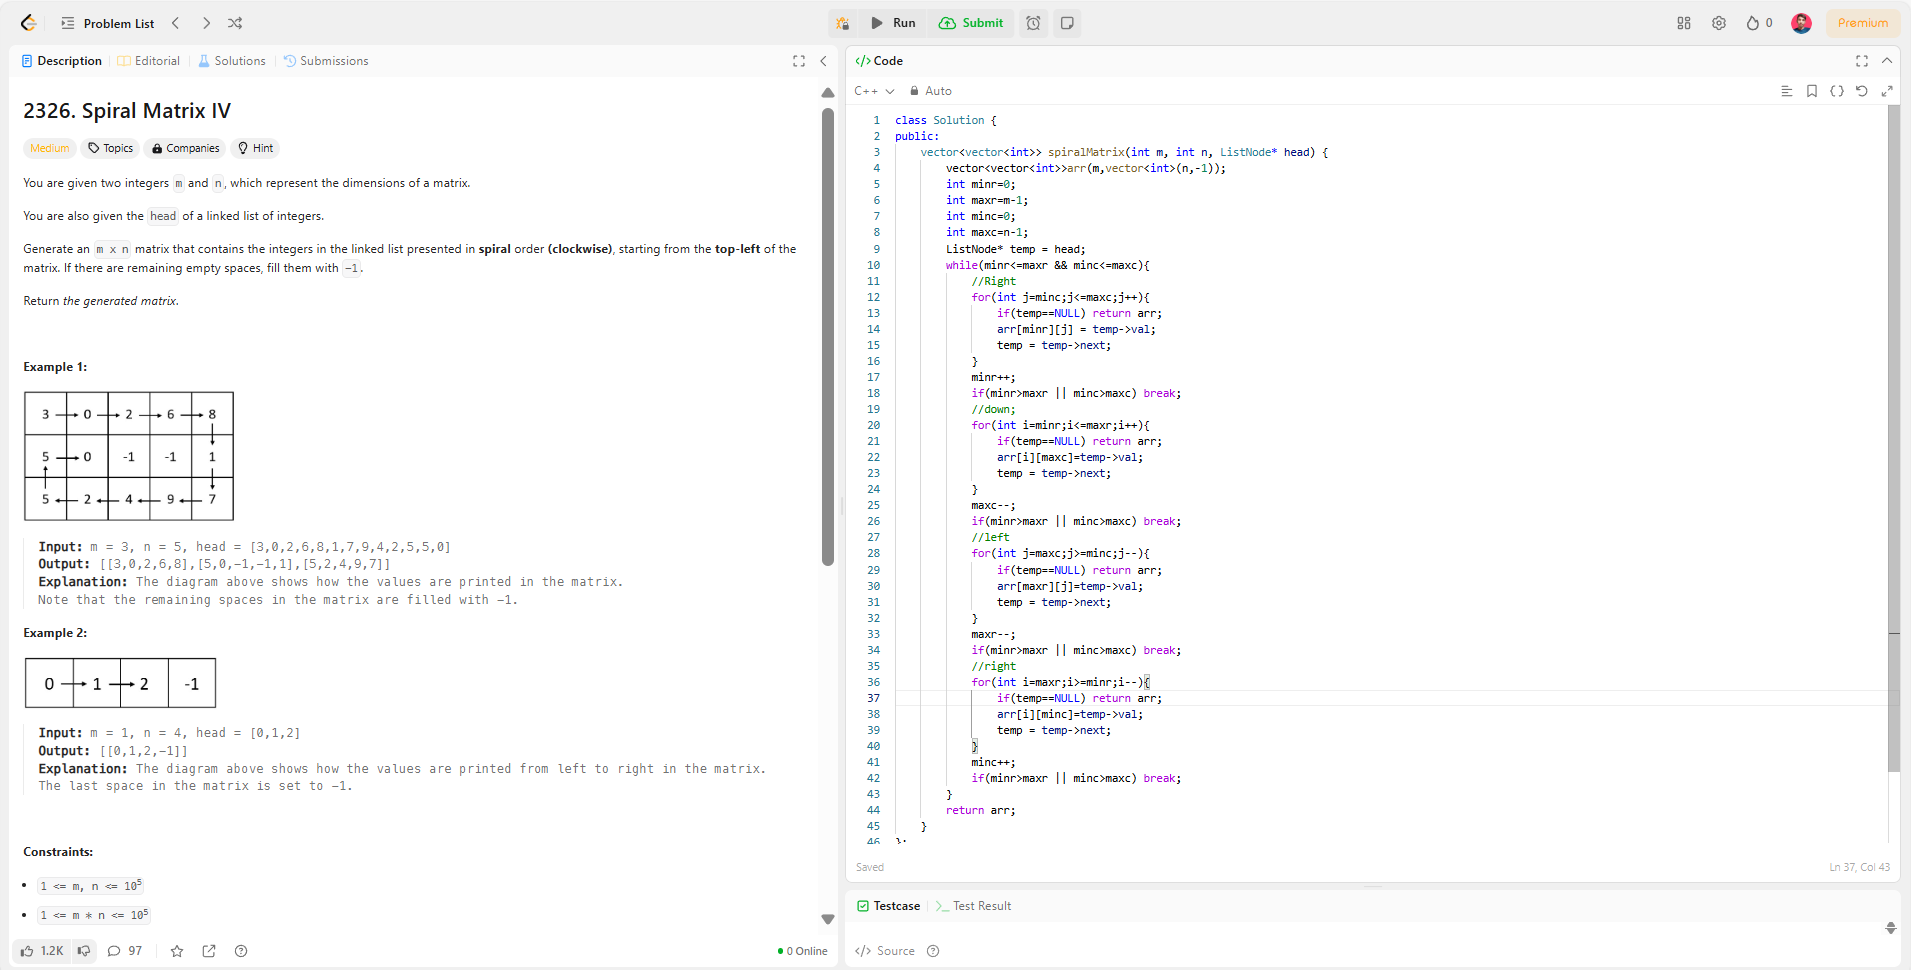 Problem List
Run
Submit
0
Premium
Description
Editorial
Solutions
Submissions
2326. Spiral Matrix IV
Medium
Topics
Companies
Hint
You are given two integers m and n, which represent the dimensions of a matrix.
You are also given the head of a linked list of integers.
Generate an m x n matrix that contains the integers in the linked list presented in spiral order (clockwise), starting from the top-left of the
matrix. If there are remaining empty spaces, fill them with -1.
Return the generated matrix.
Example 1:
3 0 2 6 8
5 0 -1 -1 1
5 2 4 9 7
Input: m = 3, n = 5, head = [3,0,2,6,8,1,7,9,4,2,5,5,0]
Output: [[3,0,2,6,8],[5,0,-1,-1,1],[5,2,4,9,7]]
Explanation: The diagram above shows how the values are printed in the matrix.
Note that the remaining spaces in the matrix are filled with -1.
Example 2:
0 1 2 -1
Input: m = 1, n = 4, head = [0,1,2]
Output: [[0,1,2,-1]]
Explanation: The diagram above shows how the values are printed from left to right in the matrix.
The last space in the matrix is set to -1.
Constraints:
• 1 <= m, n <= 10⁵
• 1 <= m * n <= 10⁵
1.2K
97
0 Online
</> Code
C++
Auto
1 class Solution {
2 public:
3 vector<vector<int>> spiralMatrix(int m, int n, ListNode* head) {
4 vector<vector<int>>arr(m,vector<int>(n,-1));
5 int minr=0;
6 int maxr=m-1;
7 int minc=0;
8 int maxc=n-1;
9 ListNode* temp = head;
10 while(minr<=maxr && minc<=maxc){
11 //Right
12 for(int j=minc;j<=maxc;j++){
13 if(temp==NULL) return arr;
14 arr[minr][j] = temp->val;
15 temp = temp->next;
16 }
17 minr++;
18 if(minr>maxr || minc>maxc) break;
19 //down;
20 for(int i=minr;i<=maxr;i++){
21 if(temp==NULL) return arr;
22 arr[i][maxc]=temp->val;
23 temp = temp->next;
24 }
25 maxc--;
26 if(minr>maxr || minc>maxc) break;
27 //left
28 for(int j=maxc;j>=minc;j--){
29 if(temp==NULL) return arr;
30 arr[maxr][j]=temp->val;
31 temp = temp->next;
32 }
33 maxr--;
34 if(minr>maxr || minc>maxc) break;
35 //right
36 for(int i=maxr;i>=minr;i--){
37 if(temp==NULL) return arr;
38 arr[i][minc]=temp->val;
39 temp = temp->next;
40 }
41 minc++;
42 if(minr>maxr || minc>maxc) break;
43 }
44 return arr;
45 }
46 };
Saved
Ln 37, Col 43
Testcase
Test Result
</> Source